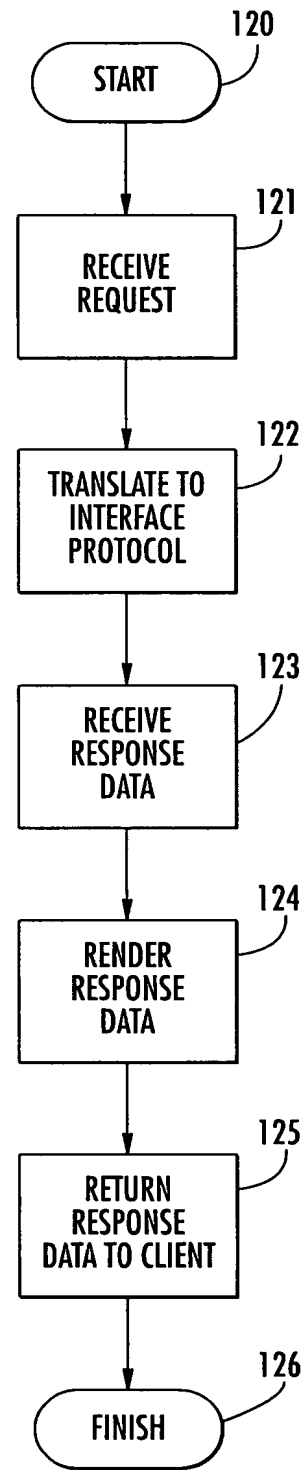 120
START
121
RECEIVE
REQUEST
122
TRANSLATE TO
INTERFACE
PROTOCOL
123
RECEIVE
RESPONSE
DATA
124
RENDER
RESPONSE
DATA
125
RETURN
RESPONSE
DATA TO CLIENT
126
FINISH